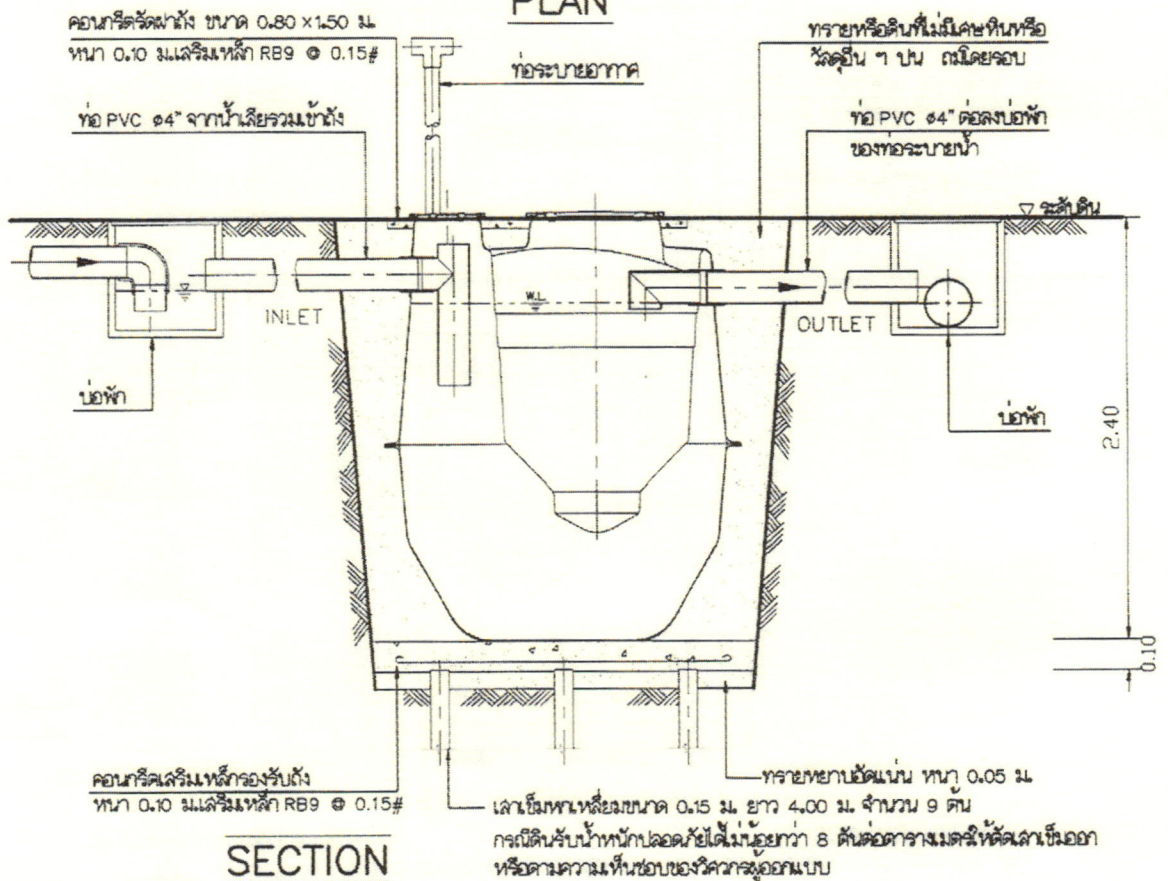 PLAN
คอนกรีตรัดฝาถัง ขนาด 0.80 x1.50 ม.
หนา 0.10 ม.เสริมเหล็ก RB9 @ 0.15#
ท่อระบายอากาศ
ทรายหรือดินที่ไม่มีเศษหินหรือ
วัสดุอื่น ๆ ปน ถมโดยรอบ
ท่อ PVC ø4" จากน้ำเสียรวมเข้าถัง
ท่อ PVC ø4" ต่อลงบ่อพัก
ของท่อระบายน้ำ
ระดับดิน
W.L.
INLET
OUTLET
บ่อพัก
บ่อพัก
2.40
0.10
คอนกรีตเสริมเหล็กรองรับถัง
หนา 0.10 ม.เสริมเหล็ก RB9 @ 0.15#
ทรายหยาบอัดแน่น หนา 0.05 ม.
เสาเข็มหกเหลี่ยมขนาด 0.15 ม. ยาว 4.00 ม. จำนวน 9 ต้น
กรณีดินรับน้ำหนักปลอดภัยได้ไม่น้อยกว่า 8 ตันต่อตารางเมตรให้ตัดเสาเข็มออก
หรือตามความเห็นชอบของวิศวกรผู้ออกแบบ
SECTION